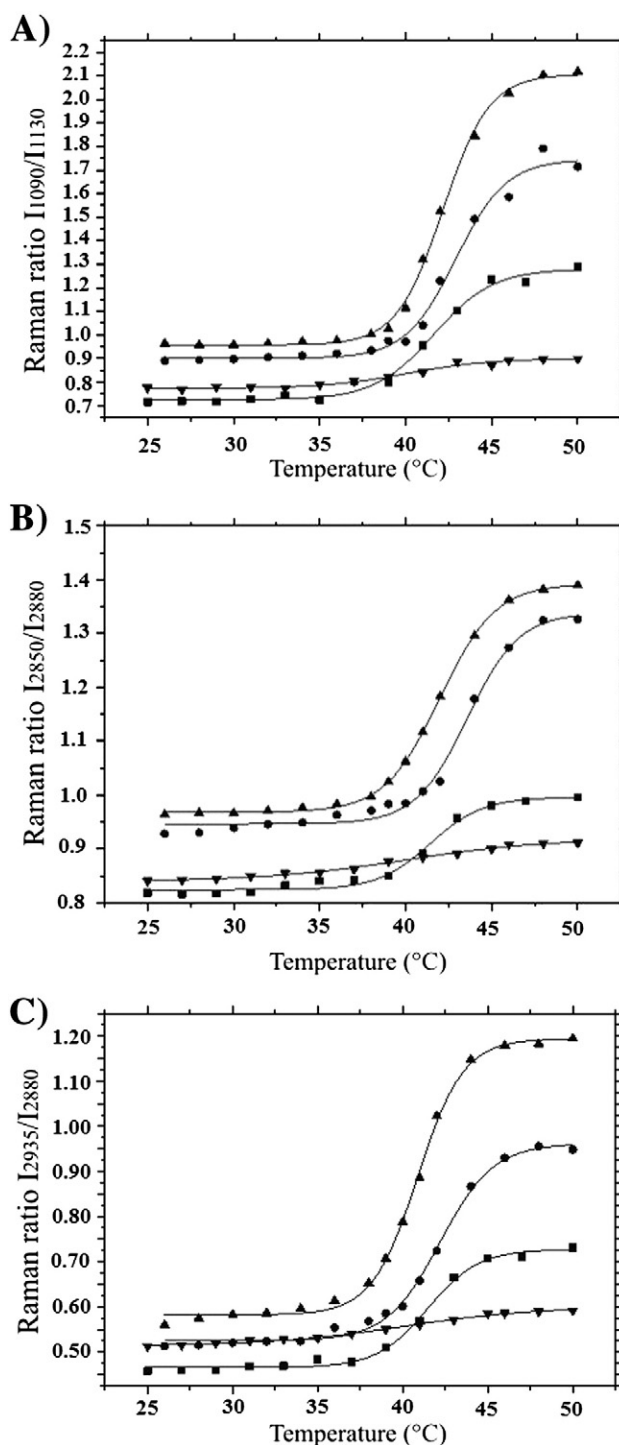 A)
2.2
2.1
2.0
1.9
1.8
1.7
1.6
1.5
1.4
1.3
1.2
1.1
1.0
0.9
0.8
0.7
Raman ratio I1090/I1130
25 30 35 40 45 50
Temperature (°C)
B)
1.5
1.4
1.3
1.2
1.1
1.0
0.9
0.8
Raman ratio I2850/I2880
25 30 35 40 45 50
Temperature (°C)
C)
1.20
1.00
0.90
0.80
0.70
0.60
0.50
Raman ratio I2935/I2880
25 30 35 40 45 50
Temperature (°C)